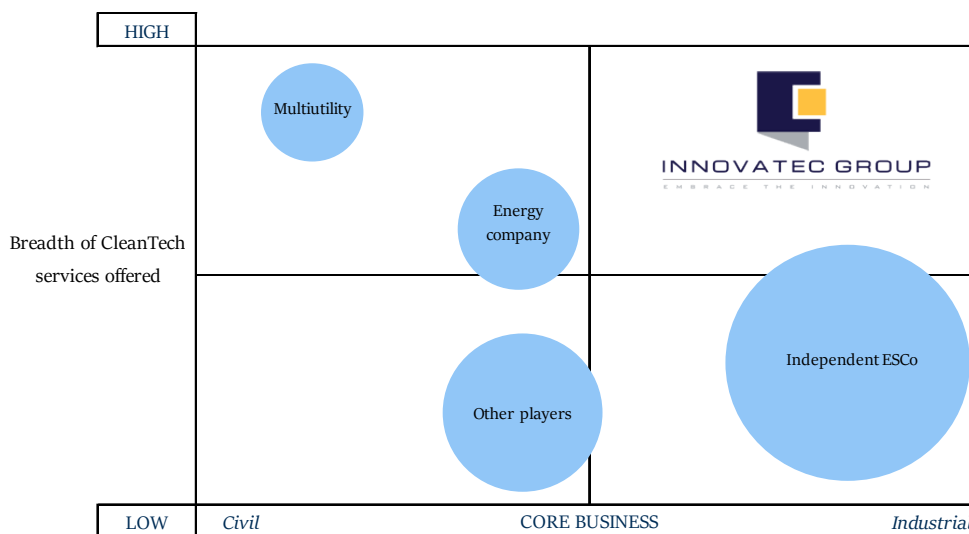 HIGH
Multiutility
INNOVATEC GROUP
EMBRACE THE INNOVATION
Energy
company
Breadth of CleanTech
services offered
Independent ESCo
Other players
LOW
Civil
CORE BUSINESS
Industrial